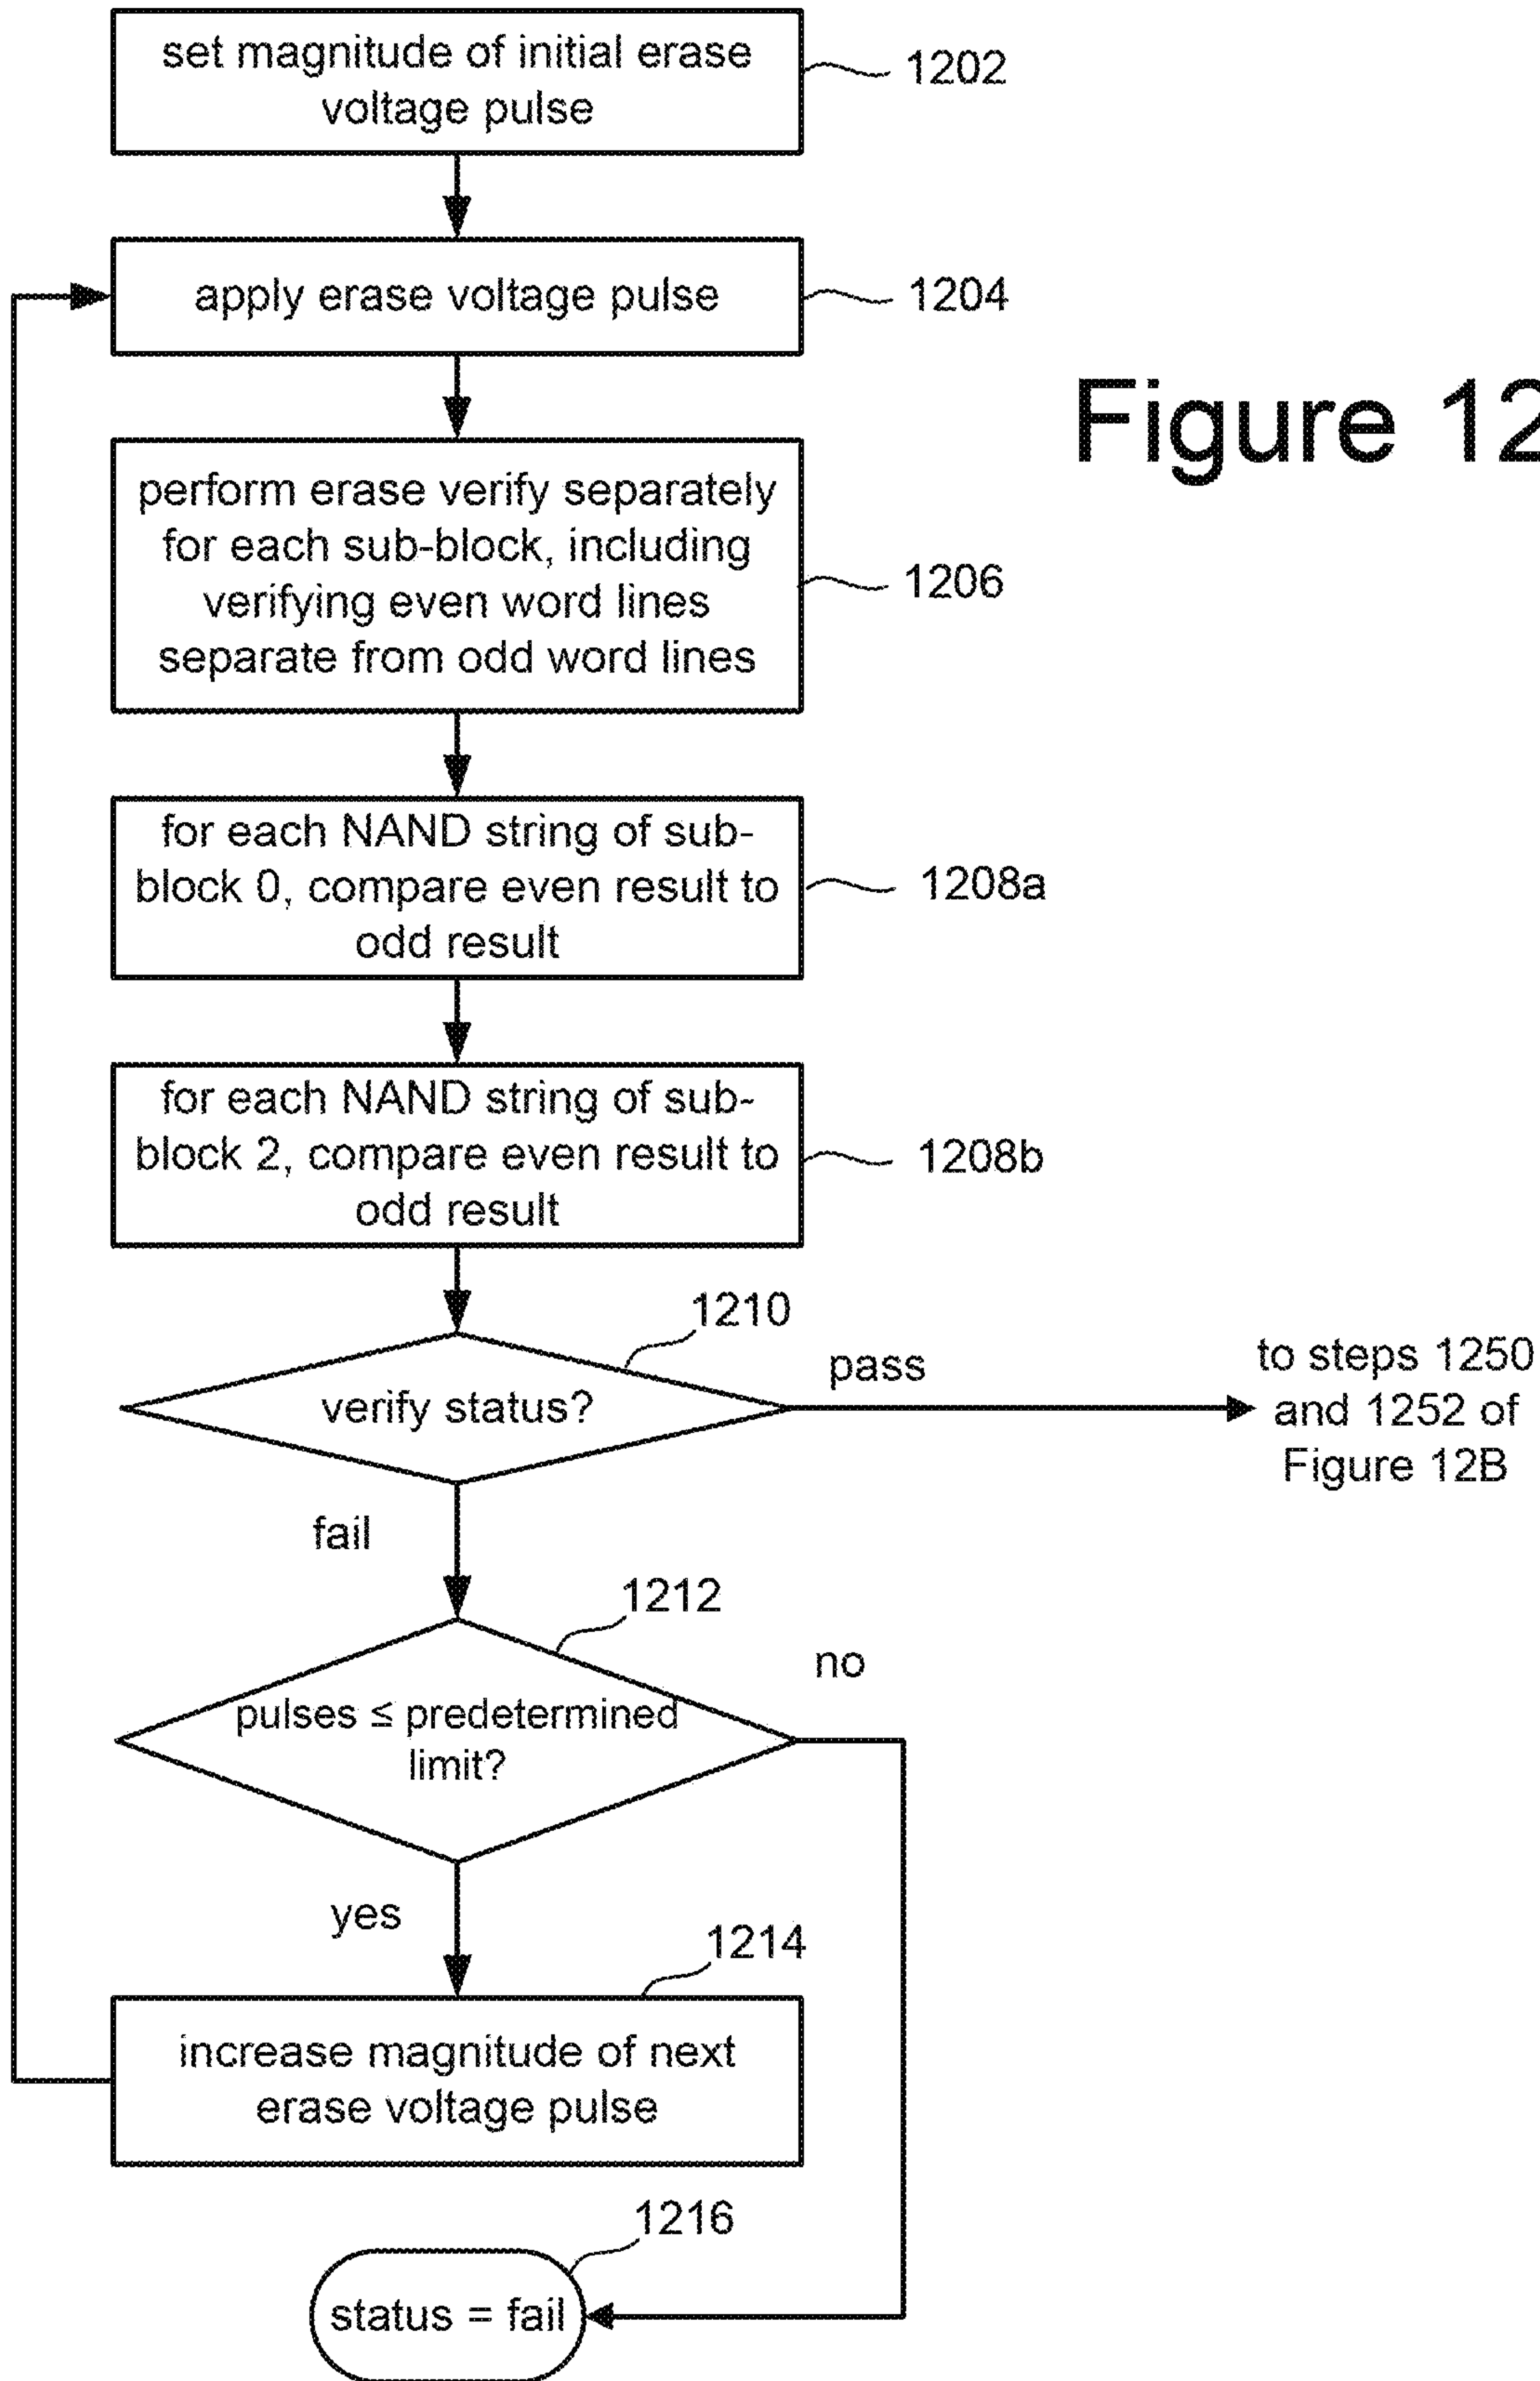 set magnitude of initial erase
voltage pulse
1202
apply erase voltage pulse
1204
Figure 12
perform erase verify separately
for each sub-block, including
verifying even word lines
separate from odd word lines
1206
for each NAND string of sub-
block 0, compare even result to
odd result
1208a
for each NAND string of sub-
block 2, compare even result to
odd result
1208b
1210
verify status?
pass
to steps 1250
and 1252 of
Figure 12B
fail
1212
pulses ≤ predetermined
limit?
no
yes
1214
increase magnitude of next
erase voltage pulse
1216
status = fail